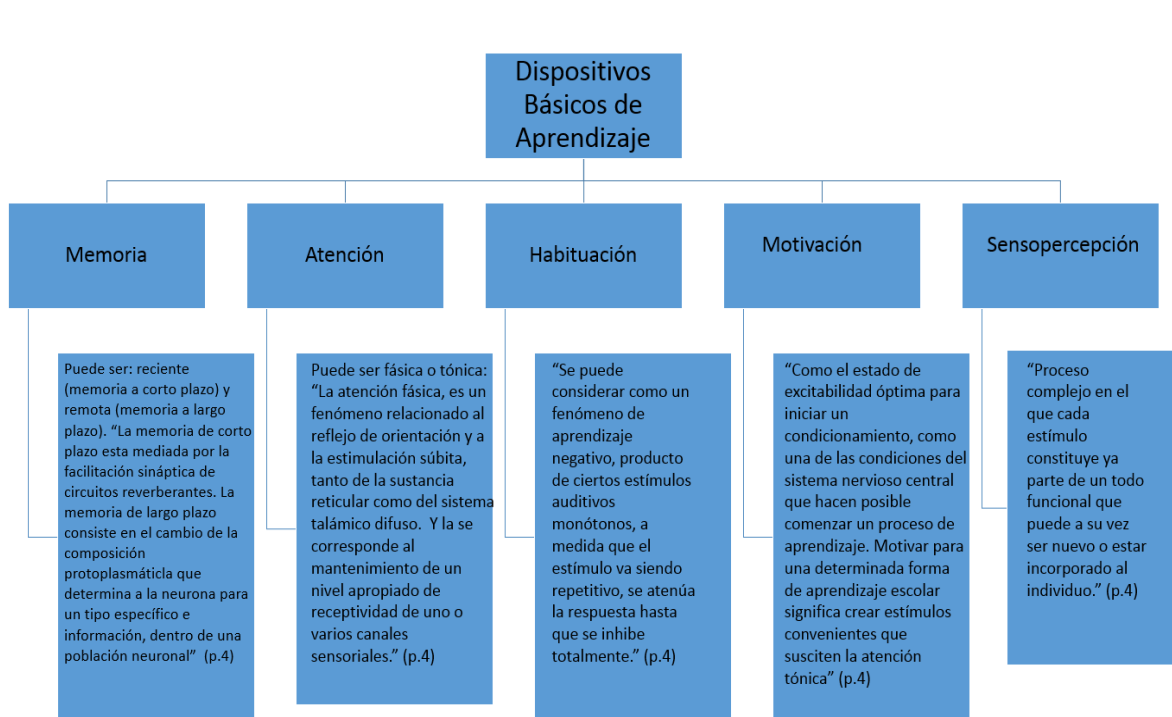 Dispositivos
Básicos de
Aprendizaje
Memoria
Atención
Habituación
Motivación
Sensopercepción
Puede ser: reciente
(memoria a corto plazo) y
remota (memoria a largo
plazo). “La memoria de corto
plazo esta mediada por la
facilitación sináptica de
circuitos reverberantes. La
memoria de largo plazo
consiste en el cambio de la
composición
protoplasmáticla que
determina a la neurona para
un tipo específico e
información, dentro de una
población neuronal” (p.4)
Puede ser fásica o tónica:
“La atención fásica, es un
fenómeno relacionado al
reflejo de orientación y a
la estimulación súbita,
tanto de la sustancia
reticular como del sistema
talámico difuso. Y la se
corresponde al
mantenimiento de un
nivel apropiado de
receptividad de uno o
varios canales
sensoriales.” (p.4)
“Se puede
considerar como un
fenómeno de
aprendizaje
negativo, producto
de ciertos estímulos
auditivos
monótonos, a
medida que el
estímulo va siendo
repetitivo, se atenúa
la respuesta hasta
que se inhibe
totalmente.” (p.4)
“Como el estado de
excitabilidad óptima para
iniciar un
condicionamiento, como
una de las condiciones del
sistema nervioso central
que hacen posible
comenzar un proceso de
aprendizaje. Motivar para
una determinada forma
de aprendizaje escolar
significa crear estímulos
convenientes que
susciten la atención
tónica” (p.4)
“Proceso
complejo en el
que cada
estímulo
constituye ya
parte de un todo
funcional que
puede a su vez
ser nuevo o estar
incorporado al
individuo.” (p.4)